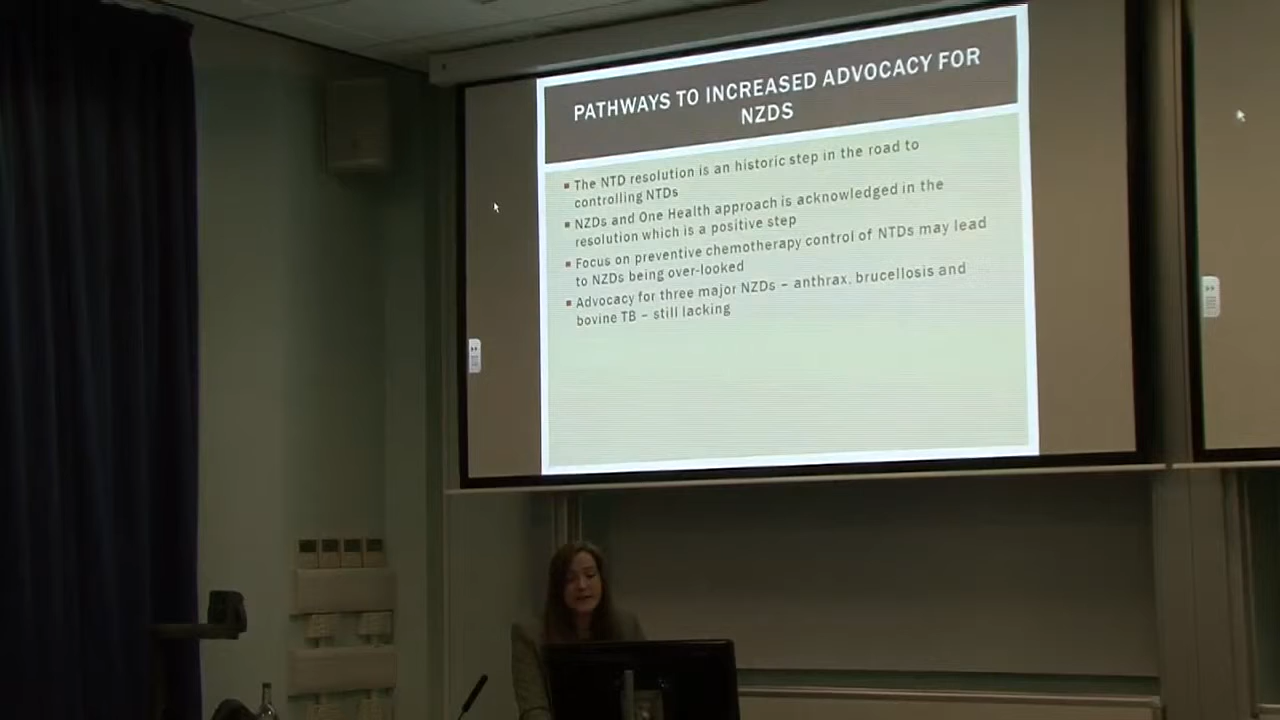 PATHWAYS TO INCREASED ADVOCACY FOR
NZDS
The NTD resolution is an historic step in the road to
controlling NTDs
NZDs and One Health approach is acknowledged in the
resolution which is a positive step
Focus on preventive chemotherapy control of NTDs may lead
to NZDs being over-looked
Advocacy for three major NZDs – anthrax, brucellosis and
bovine TB – still lacking